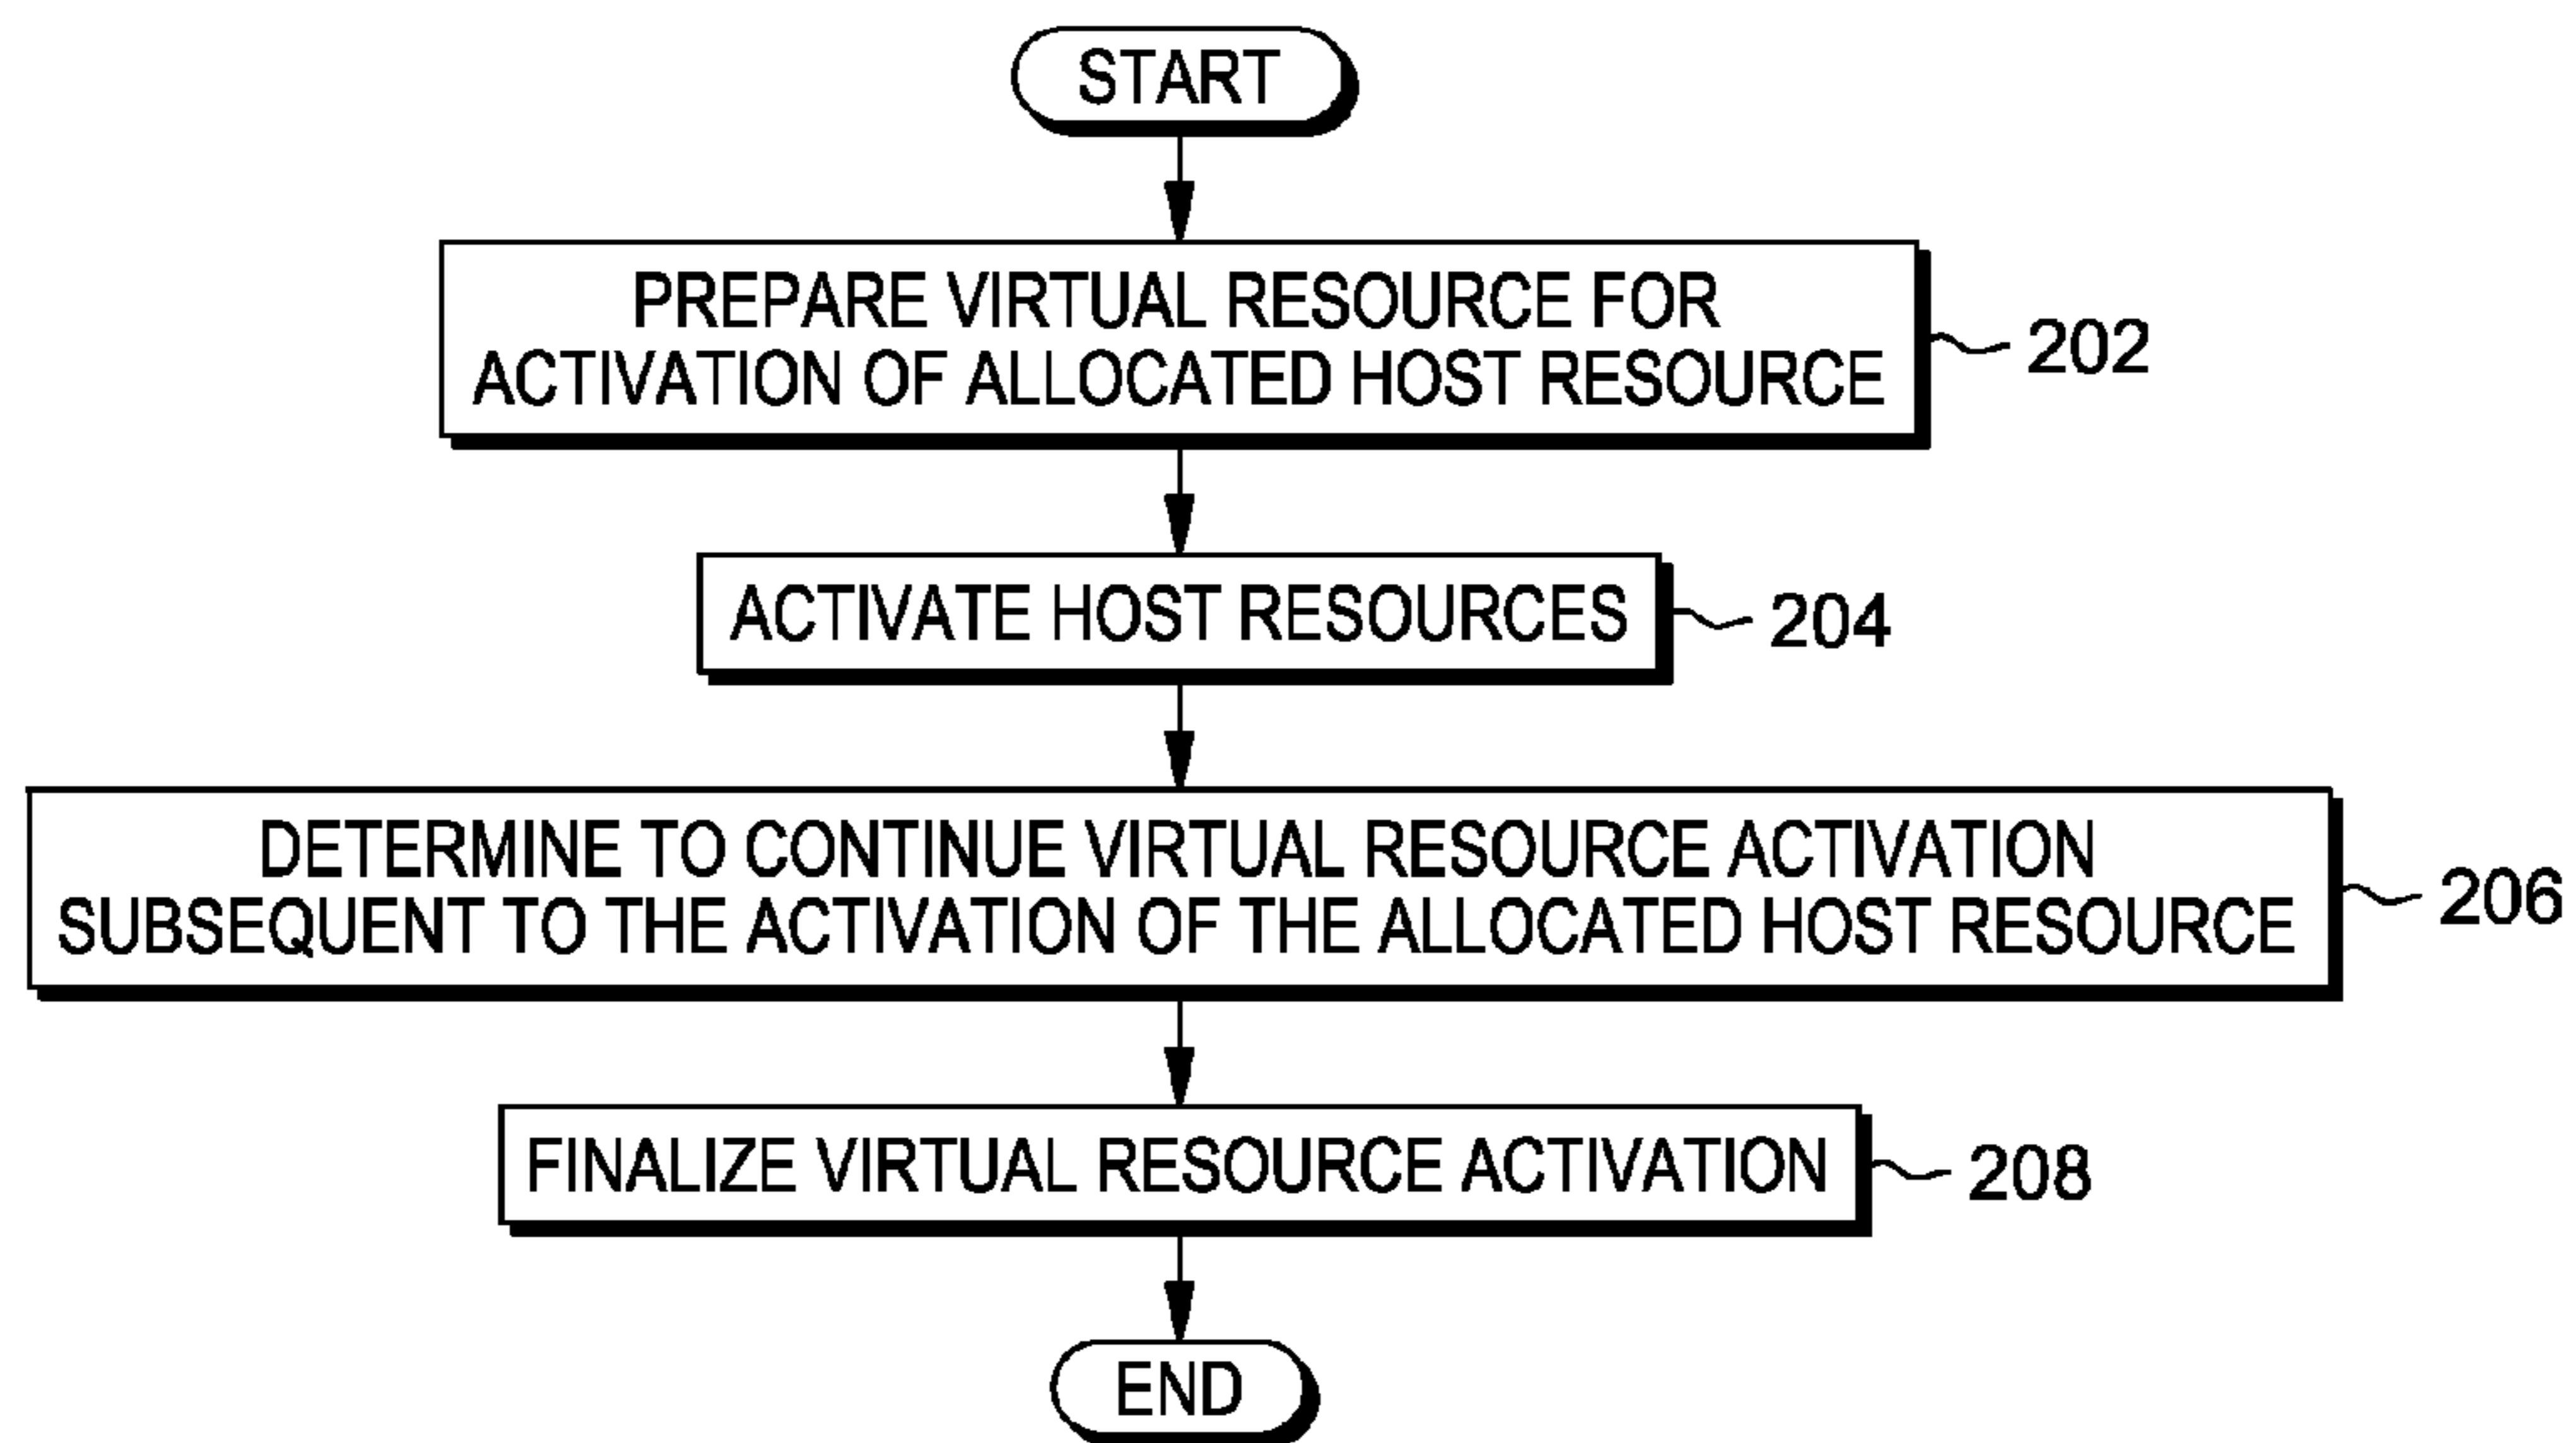 START
PREPARE VIRTUAL RESOURCE FOR
ACTIVATION OF ALLOCATED HOST RESOURCE
202
ACTIVATE HOST RESOURCES
204
DETERMINE TO CONTINUE VIRTUAL RESOURCE ACTIVATION
SUBSEQUENT TO THE ACTIVATION OF THE ALLOCATED HOST RESOURCE
206
FINALIZE VIRTUAL RESOURCE ACTIVATION
208
END